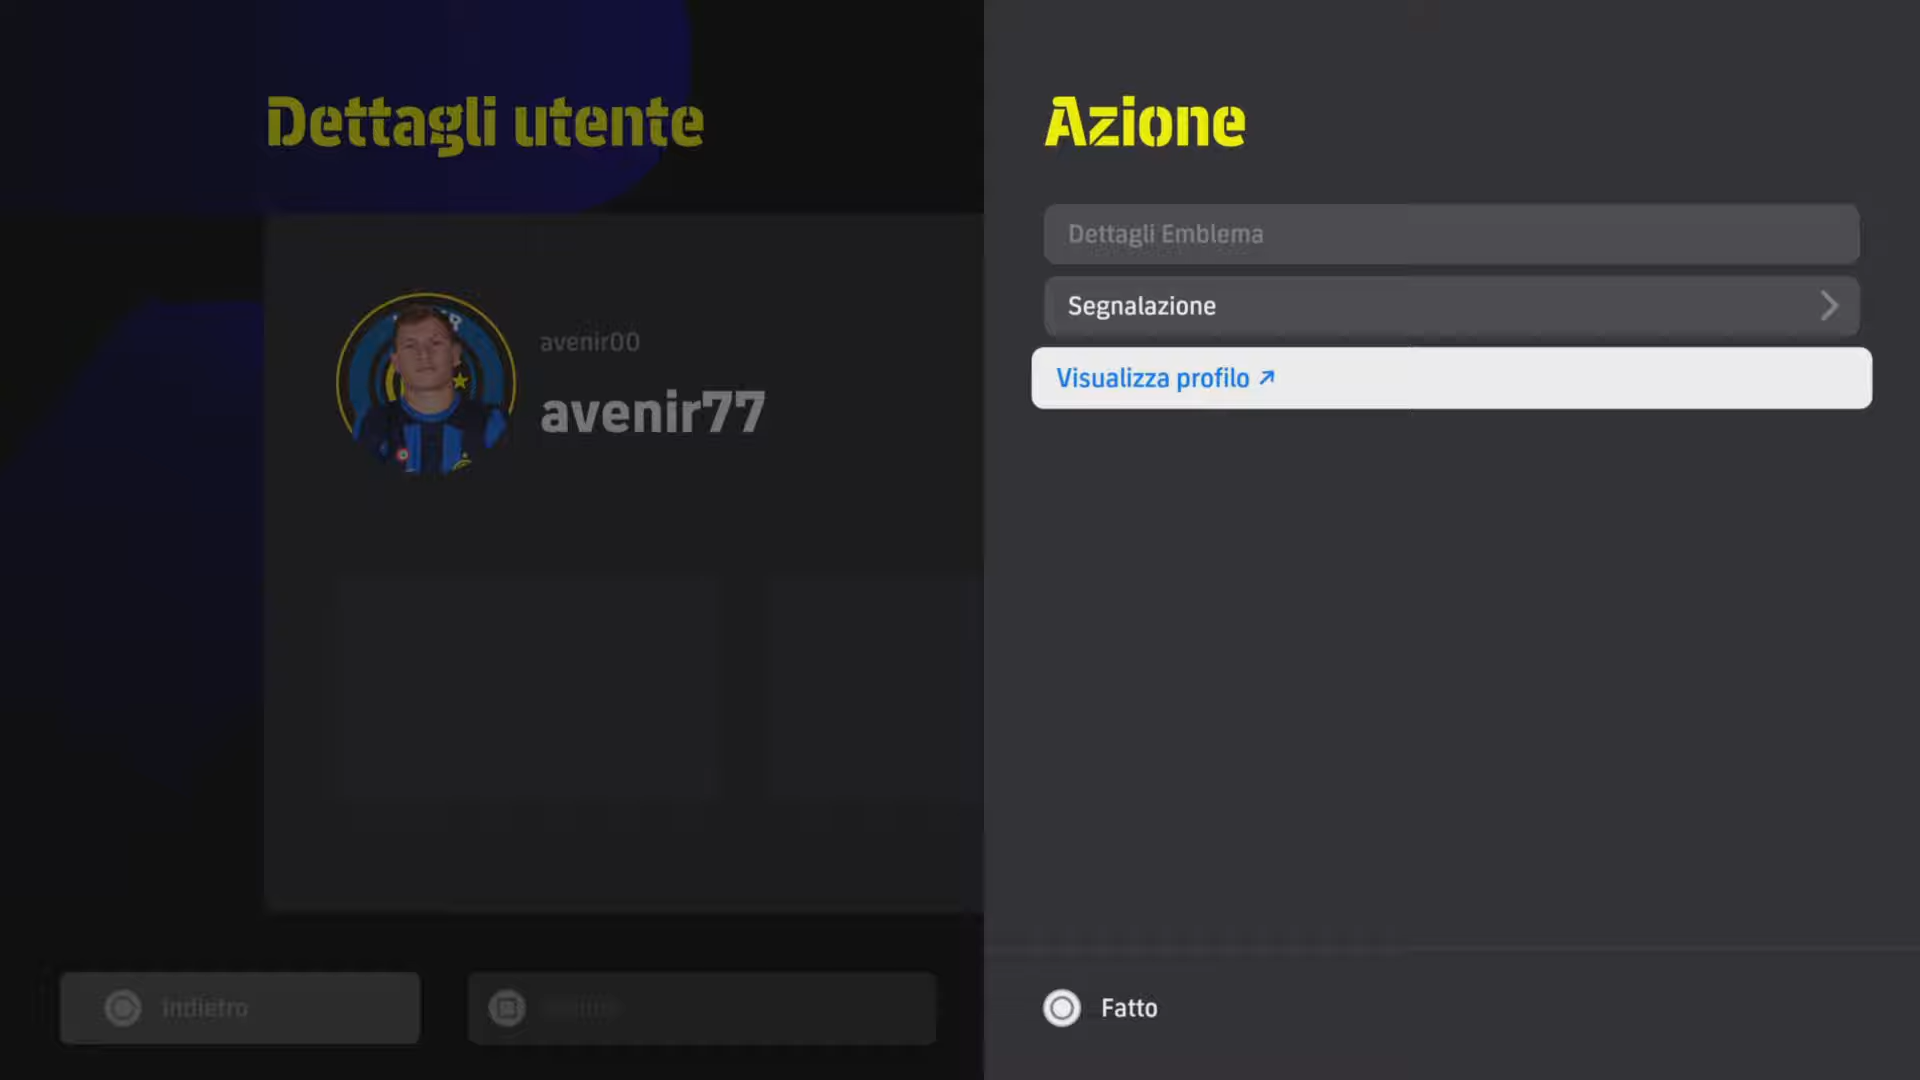 Dettagli utente
avenir00
avenir77
Indietro
Azione
Dettagli Emblema
Segnalazione
Visualizza profilo ↗
Fatto